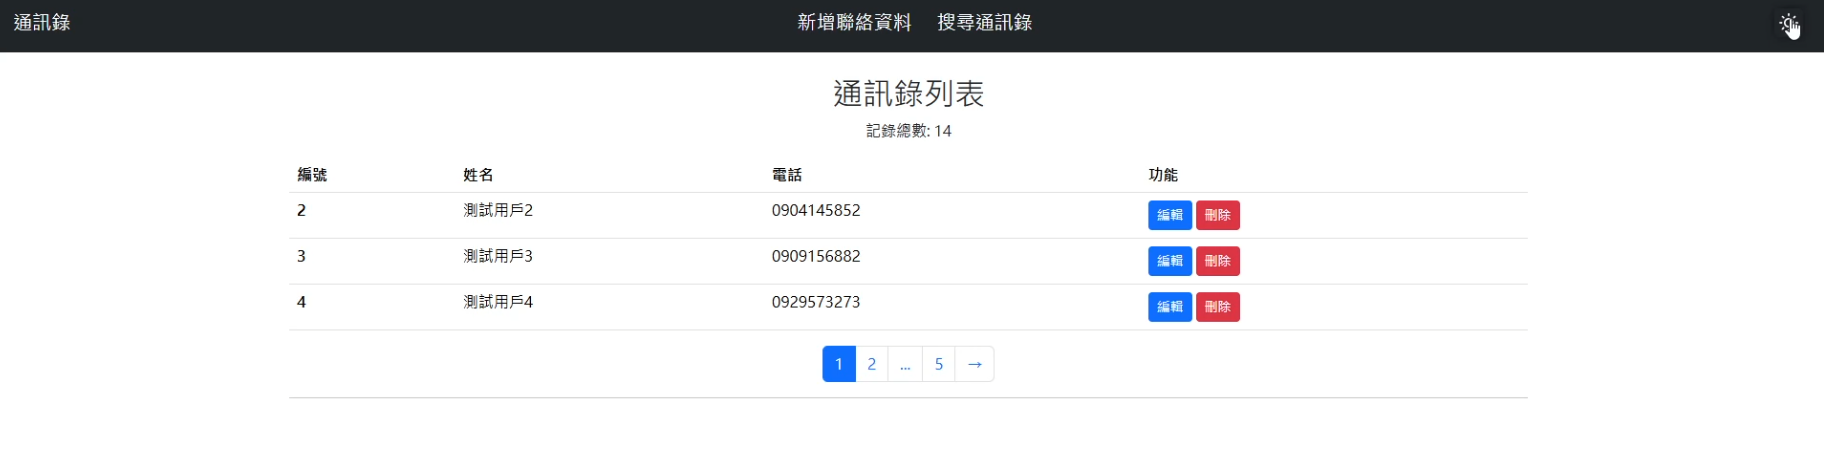 通訊錄 新增聯絡資料 搜尋通訊錄
通訊錄列表
記錄總數: 14
編號 姓名 電話 功能
2 測試用戶2 0904145852 編輯 刪除
3 測試用戶3 0909156882 編輯 刪除
4 測試用戶4 0929573273 編輯 刪除
1 2 ... 5 →